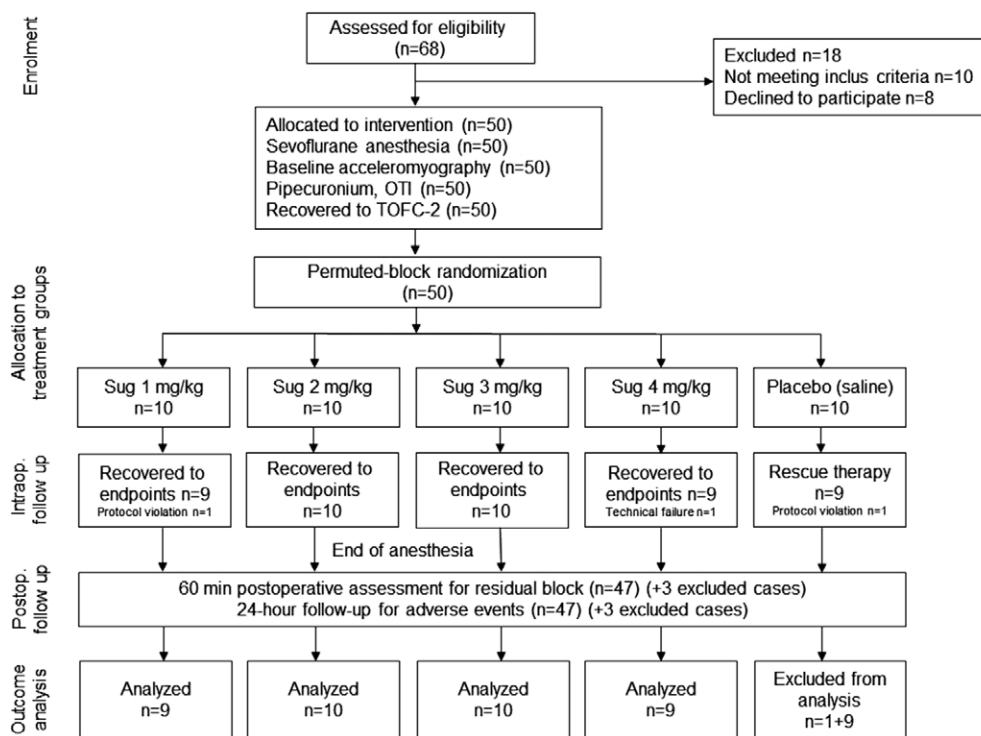 Enrolment
Assessed for eligibility
(n=68)
Excluded n=18
Not meeting inclus criteria n=10
Declined to participate n=8
Allocated to intervention (n=50)
Sevoflurane anesthesia (n=50)
Baseline acceleromyography (n=50)
Pipecuronium, OTI (n=50)
Recovered to TOFC-2 (n=50)
Permuted-block randomization
(n=50)
Allocation to
treatment groups
Sug 1 mg/kg
n=10
Sug 2 mg/kg
n=10
Sug 3 mg/kg
n=10
Sug 4 mg/kg
n=10
Placebo (saline)
n=10
Intraop.
follow up
Recovered to
endpoints n=9
Protocol violation n=1
Recovered to
endpoints
n=10
Recovered to
endpoints
n=10
Recovered to
endpoints n=9
Technical failure n=1
Rescue therapy
n=9
Protocol violation n=1
End of anesthesia
Postop.
follow up
60 min postoperative assessment for residual block (n=47) (+3 excluded cases)
24-hour follow-up for adverse events (n=47) (+3 excluded cases)
Outcome
analysis
Analyzed
n=9
Analyzed
n=10
Analyzed
n=10
Analyzed
n=9
Excluded from
analysis
n=1+9